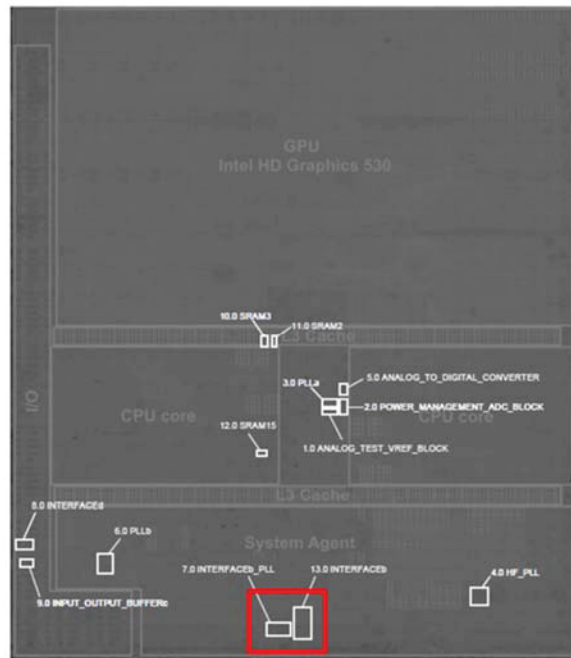 GPU
Intel HD Graphics 530
10.0 SRAM3
11.0 SRAM2
L3 Cache
3.0 PLLa
5.0 ANALOG_TO_DIGITAL_CONVERTER
I/O
CPU core
2.0 POWER_MANAGEMENT_ADC_BLOCK
CPU core
12.0 SRAM15
1.0 ANALOG_TEST_VREF_BLOCK
L3 Cache
8.0 INTERFACEd
6.0 PLLb
System Agent
7.0 INTERFACEb_PLL
13.0 INTERFACEb
4.0 HF_PLL
9.0 INPUT_OUTPUT_BUFFERc